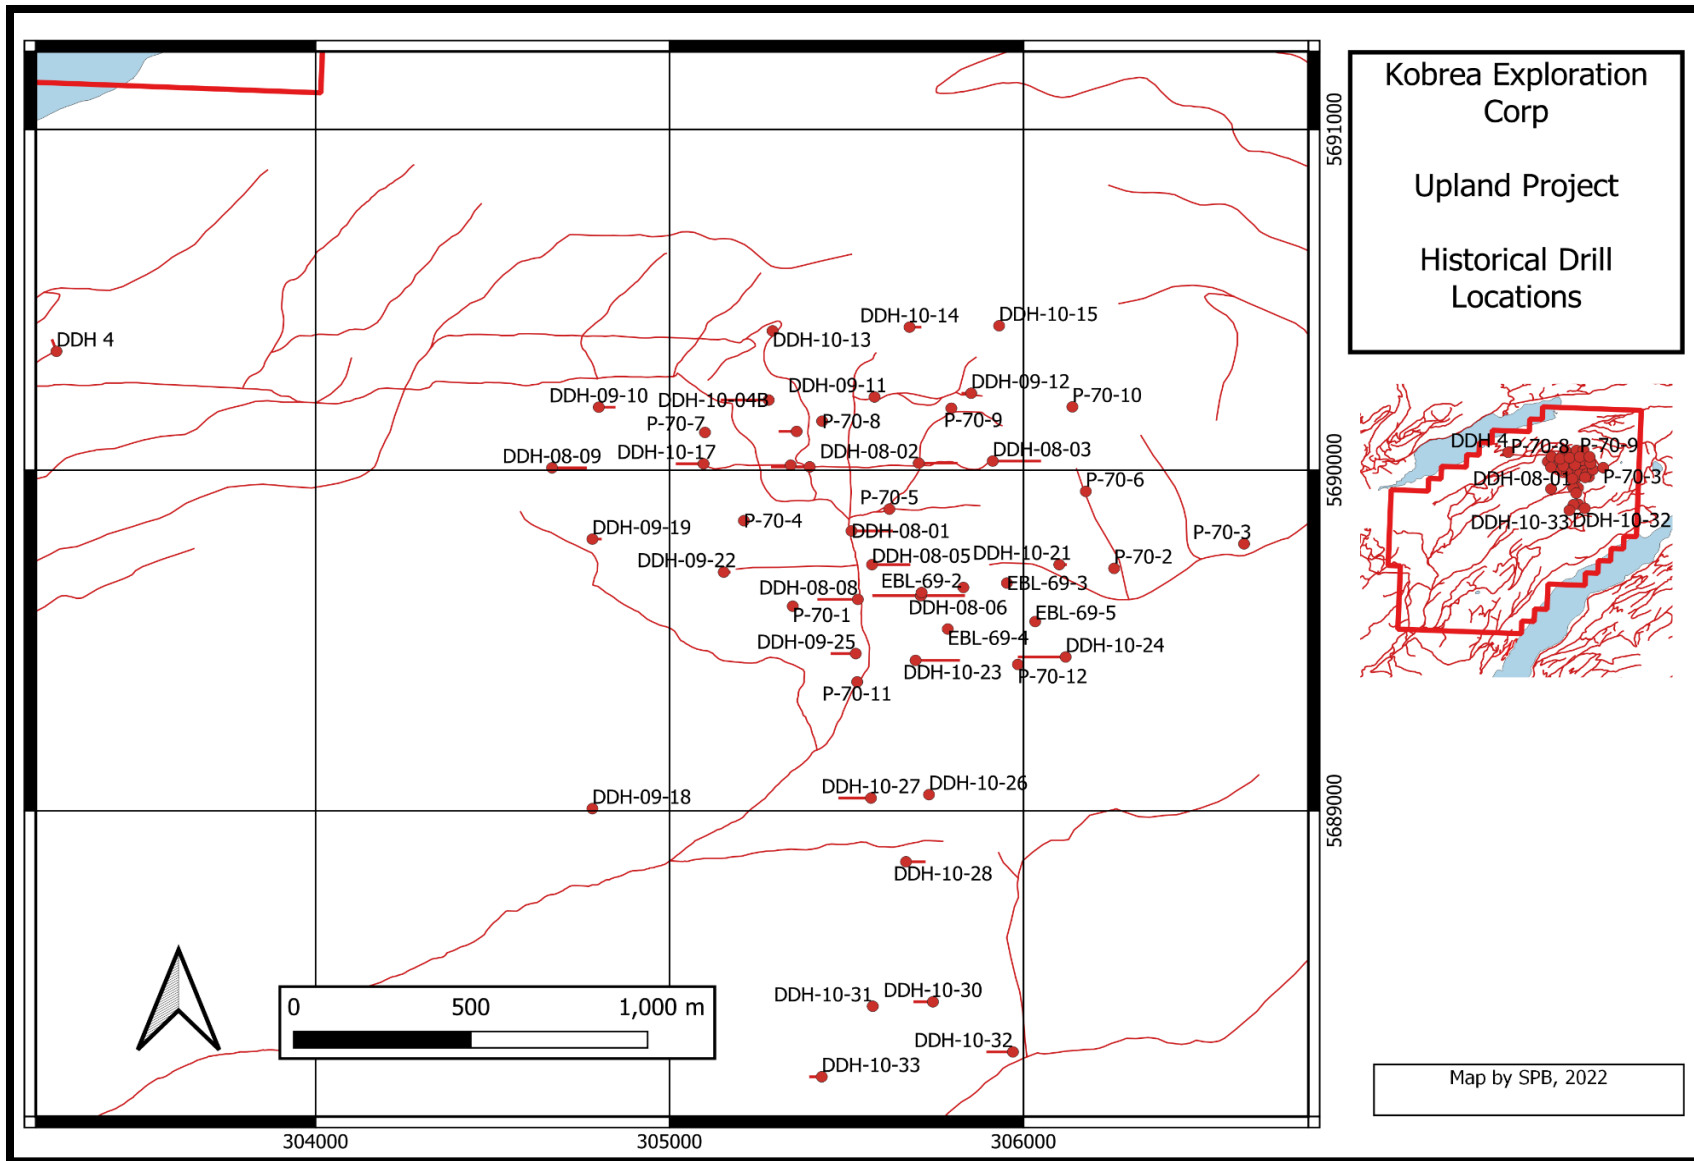 Kobrea Exploration
Corp
Upland Project
Historical Drill
Locations
5691000
DDH-10-14
DDH-10-15
DDH 4
DDH-10-13
DDH-09-11
DDH-09-12
DDH-09-10
DDH-10-04B
P-70-10
P-70-7
P-70-8
P-70-9
DDH-08-09
DDH-10-17
DDH-08-02
DDH-08-03
5690000
P-70-6
P-70-5
P-70-4
DDH-09-19
DDH-08-01
P-70-3
DDH-09-22
DDH-08-05
DDH-10-21
P-70-2
DDH-08-08
EBL-69-2
EBL-69-3
P-70-1
DDH-08-06
EBL-69-5
DDH-09-25
EBL-69-4
DDH-10-24
DDH-10-23
P-70-12
P-70-11
DDH-10-27
DDH-10-26
DDH-09-18
5689000
DDH-10-28
DDH-10-31
DDH-10-30
DDH-10-32
DDH-10-33
0 500 1,000 m
304000 305000 306000
DDH 4
P-70-8
P-70-9
DDH-08-01
P-70-3
DDH-10-33
DDH-10-32
Map by SPB, 2022